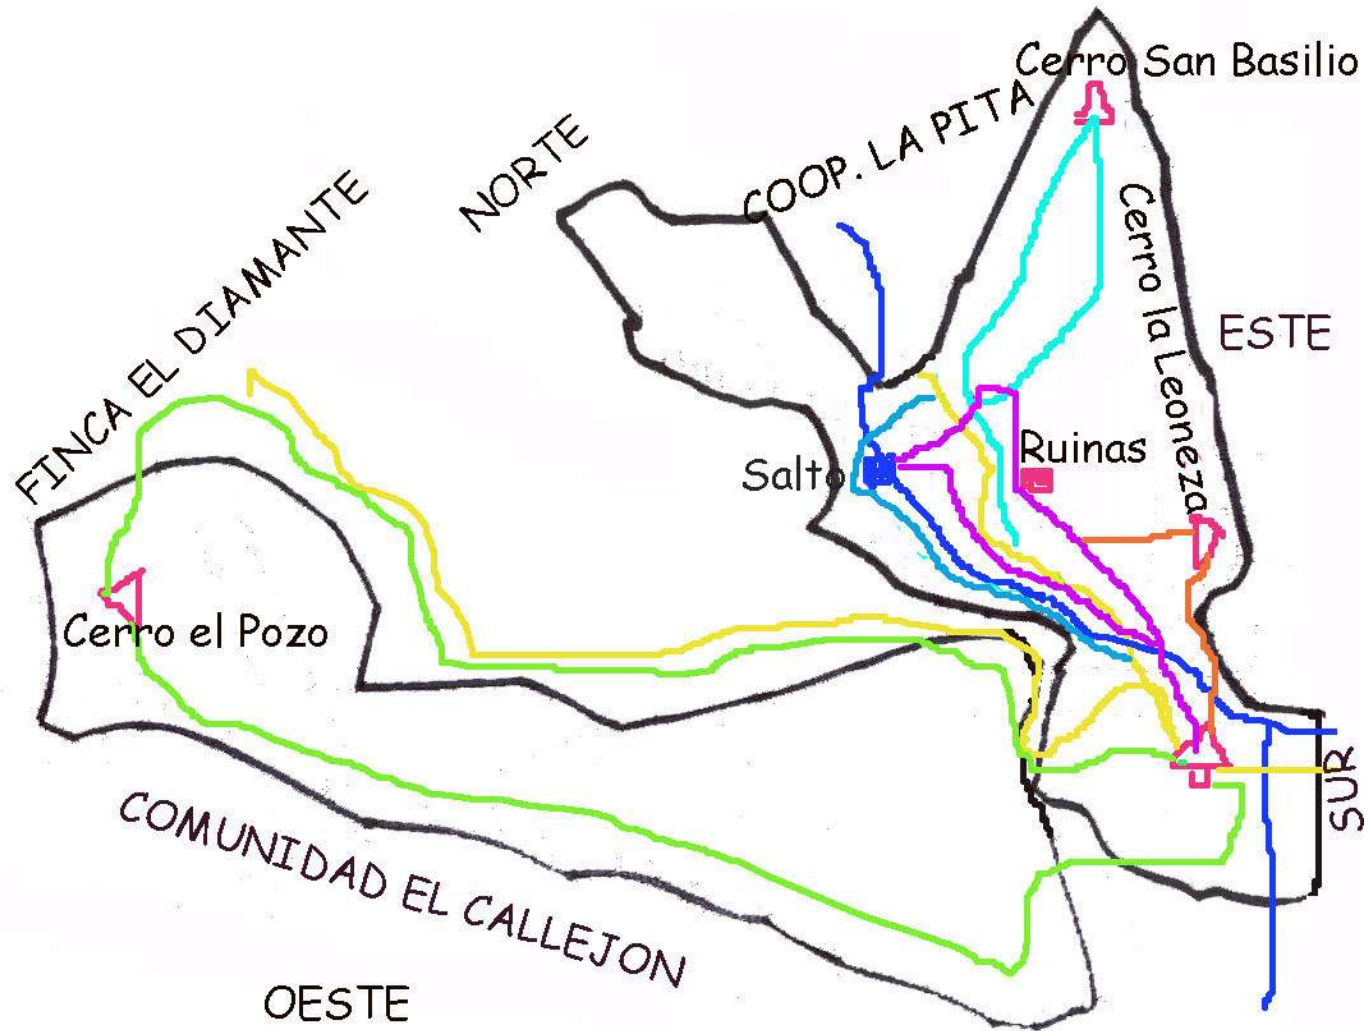 Cerro San Basilio
COOP. LA PITA
NORTE
FINCA EL DIAMANTE
Cerro la Leoneza
ESTE
Ruinas
Salto
Cerro el Pozo
SUR
COMUNIDAD EL CALLEJON
OESTE